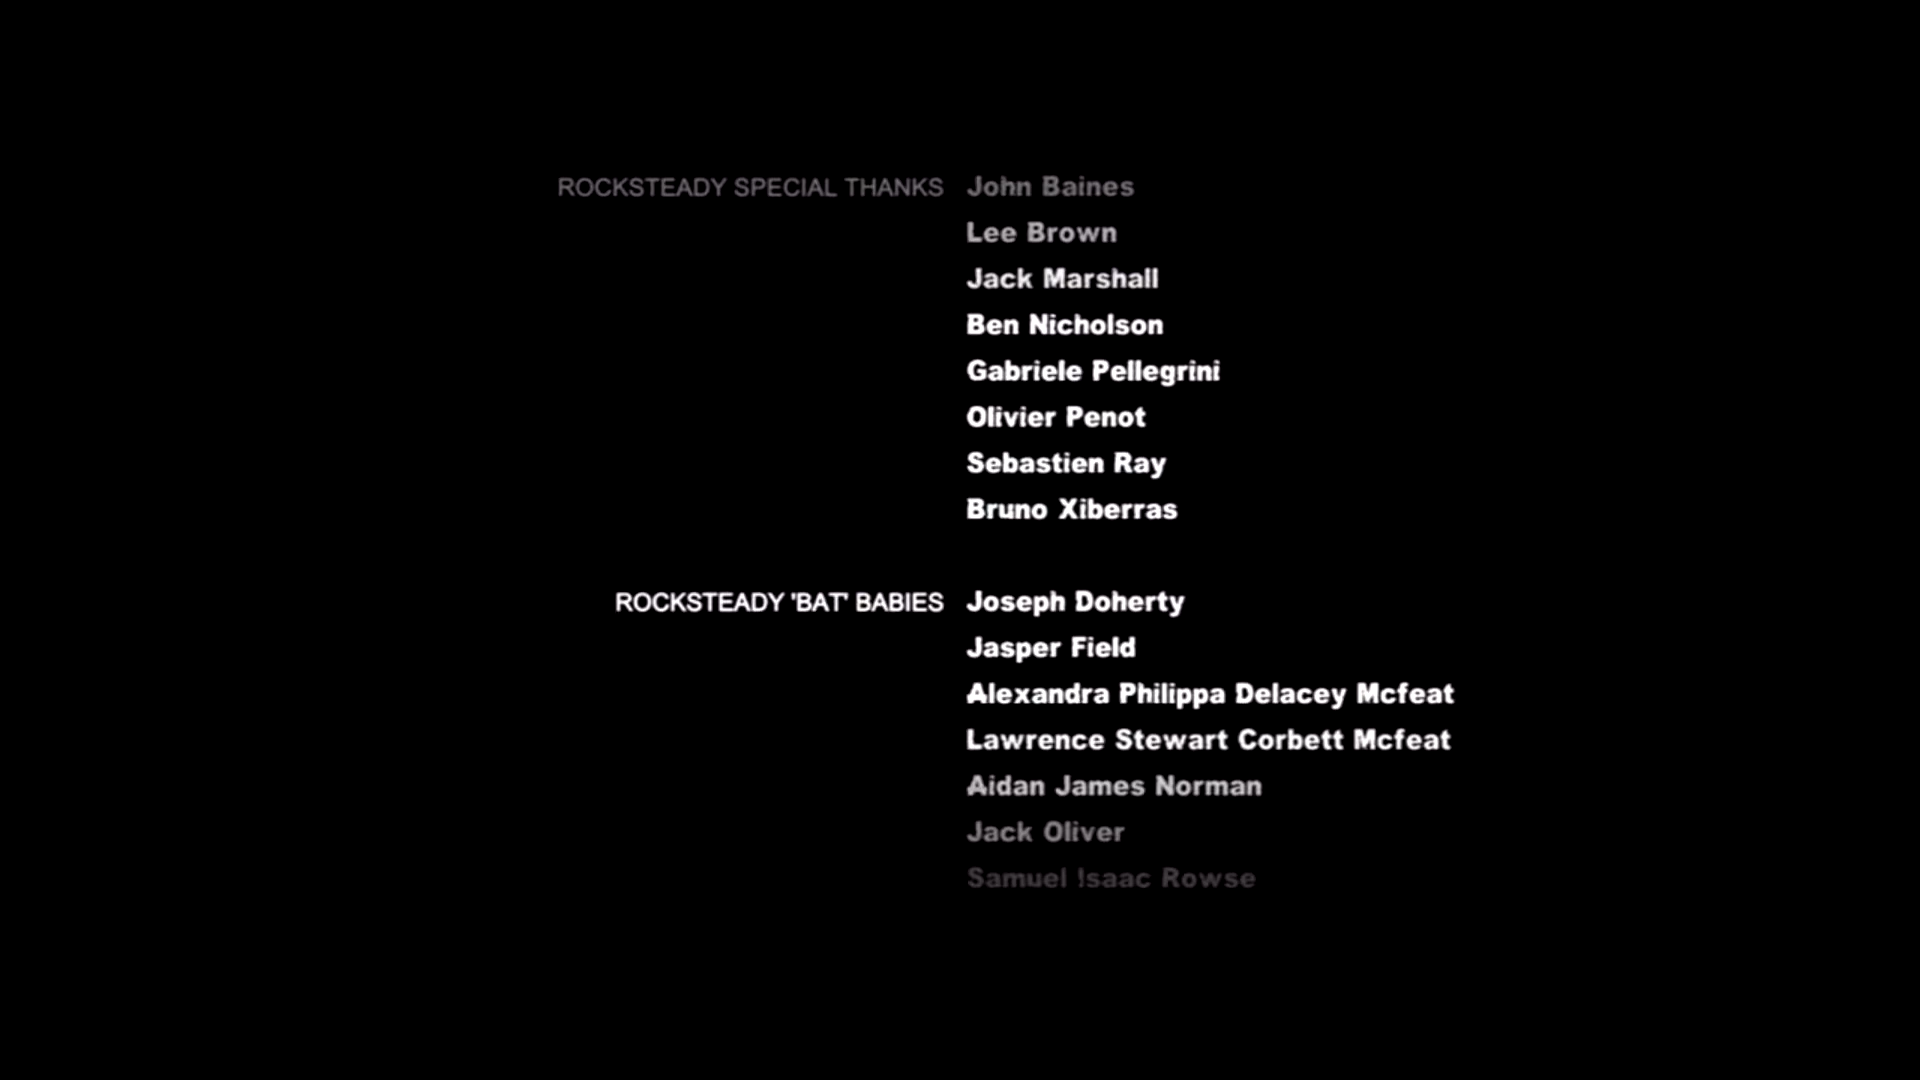 ROCKSTEADY SPECIAL THANKS John Baines
Lee Brown
Jack Marshall
Ben Nicholson
Gabriele Pellegrini
Olivier Penot
Sebastien Ray
Bruno Xiberras
ROCKSTEADY 'BAT' BABIES Joseph Doherty
Jasper Field
Alexandra Philippa Delacey Mcfeat
Lawrence Stewart Corbett Mcfeat
Aidan James Norman
Jack Oliver
Samuel Isaac Rowse